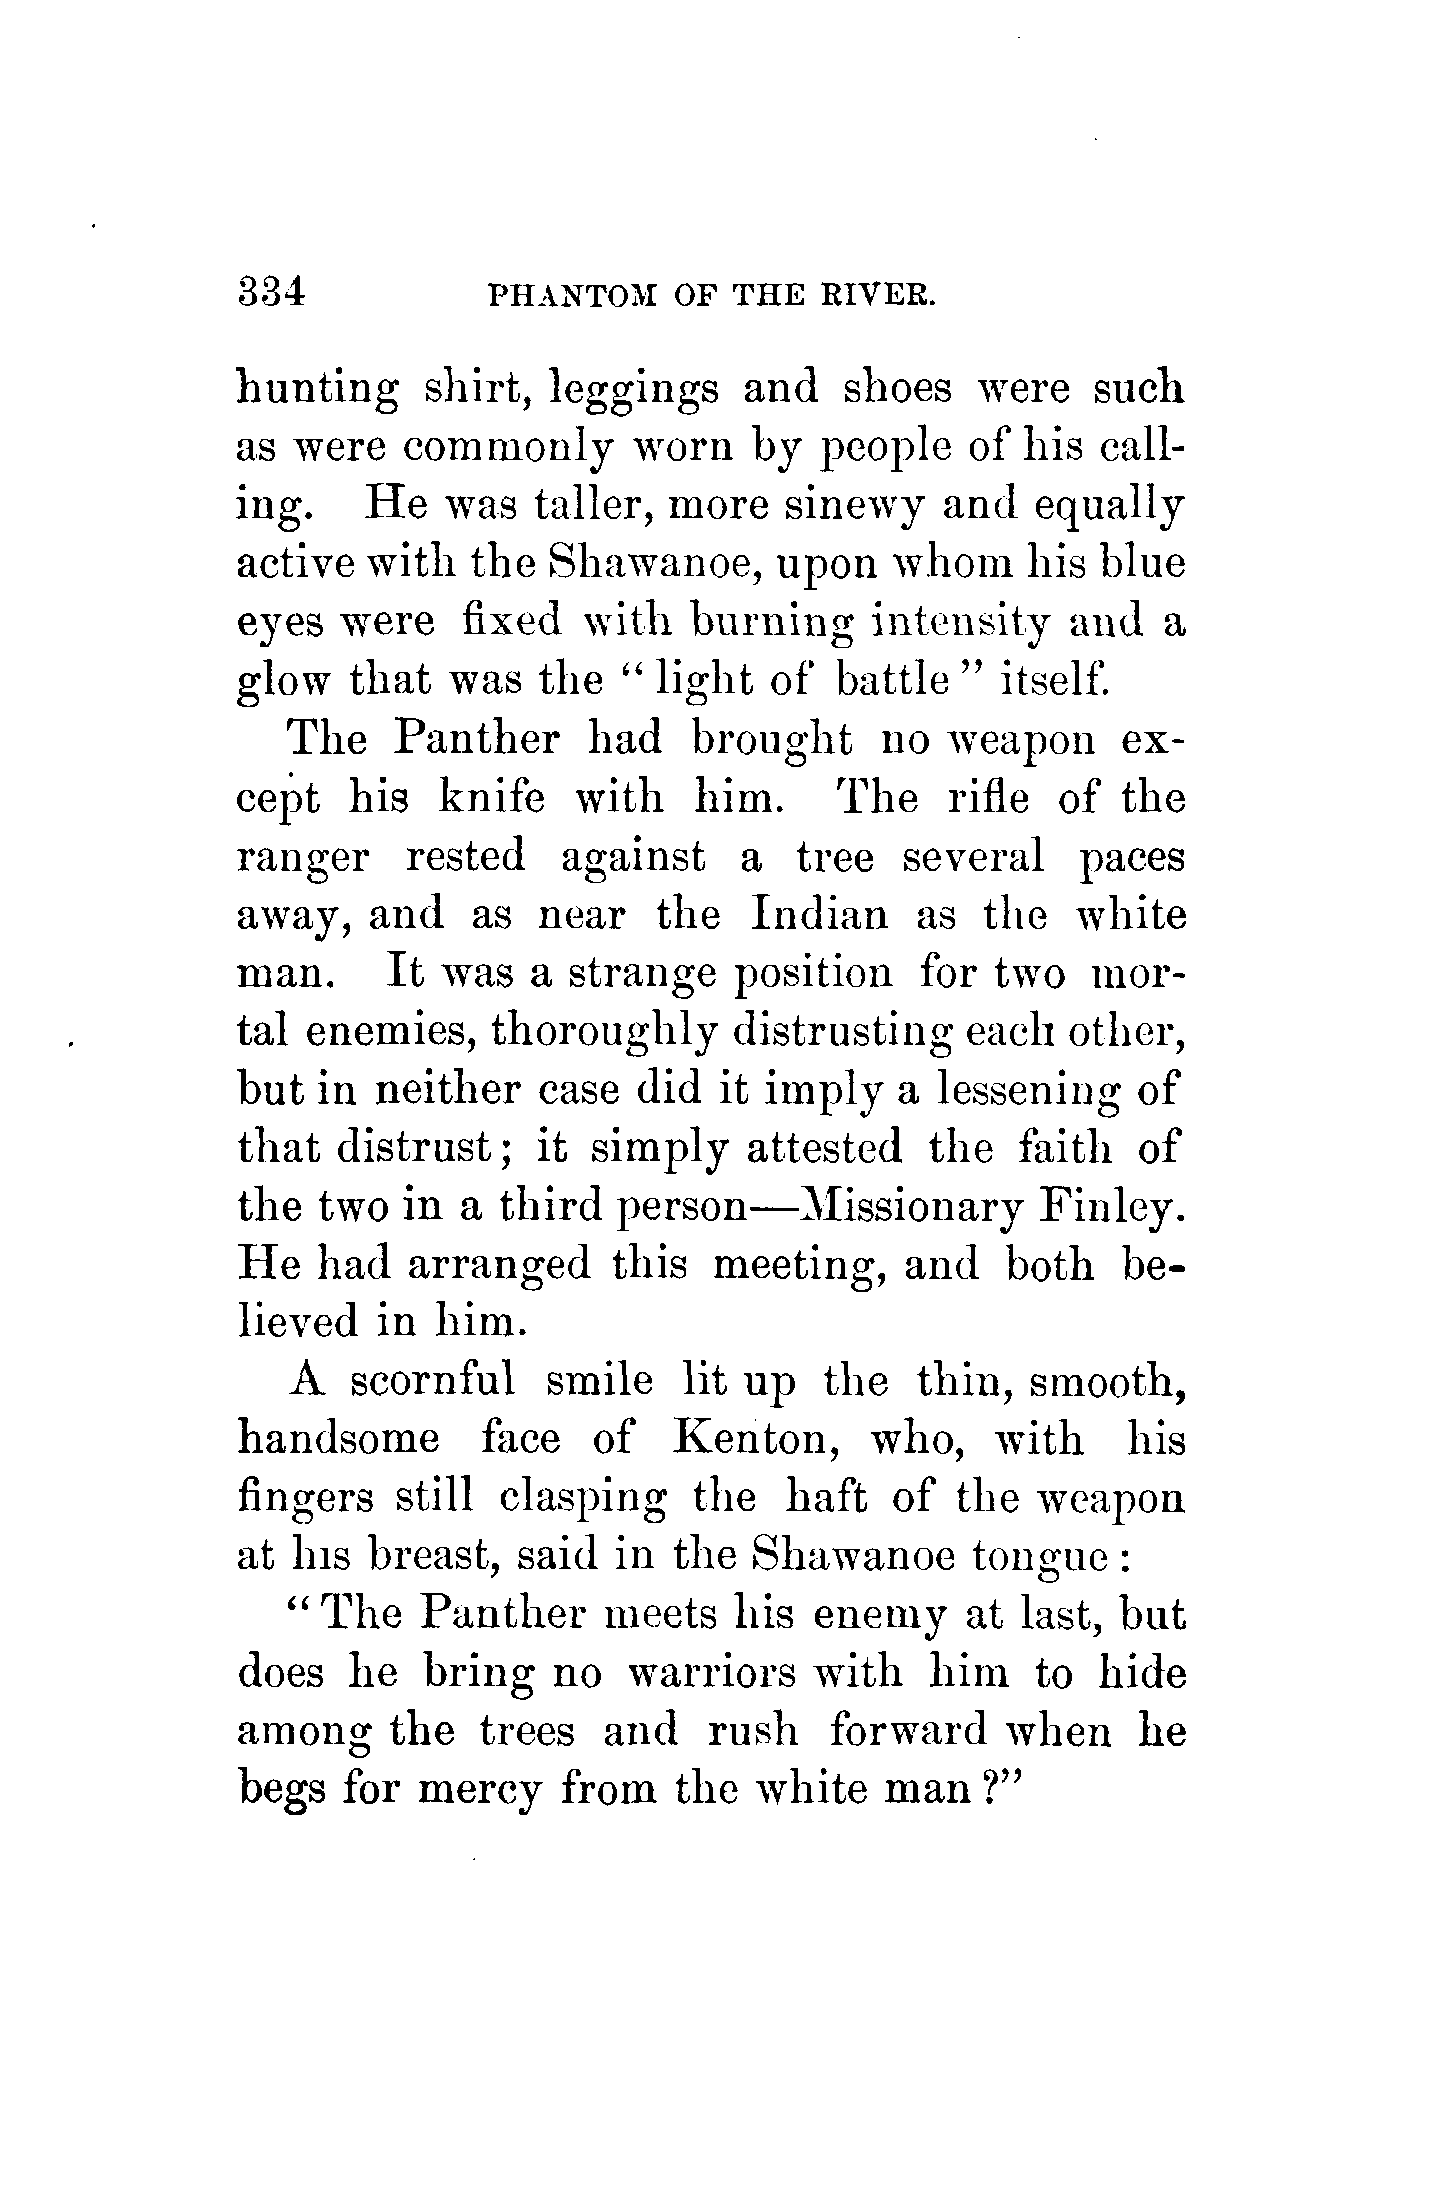 334 PHANTOM OF THE RIVER.
hunting shirt, leggings and shoes were such
as were commonly worn by people of his call-
ing. He was taller, more sinewy and equally
active with the Shawanoe, upon whom his blue
eyes were fixed with burning intensity and a
glow that was the “ light of battle ” itself.
The Panther had brought no weapon ex-
cept his knife with him. The rifle of the
ranger rested against a tree several paces
away, and as near the Indian as the white
man. It was a strange position for two mor-
tal enemies, thoroughly distrusting each other,
but in neither case did it imply a lessening of
that distrust; it simply attested the faith of
the two in a third person—Missionary Finley.
He had arranged this meeting, and both be-
lieved in him.
A scornful smile lit up the thin, smooth,
handsome face of Kenton, who, with his
fingers still clasping the haft of the weapon
at his breast, said in the Shawanoe tongue :
“ The Panther meets his enemy at last, but
does he bring no warriors with him to hide
among the trees and rush forward when he
begs for mercy from the white man ?”